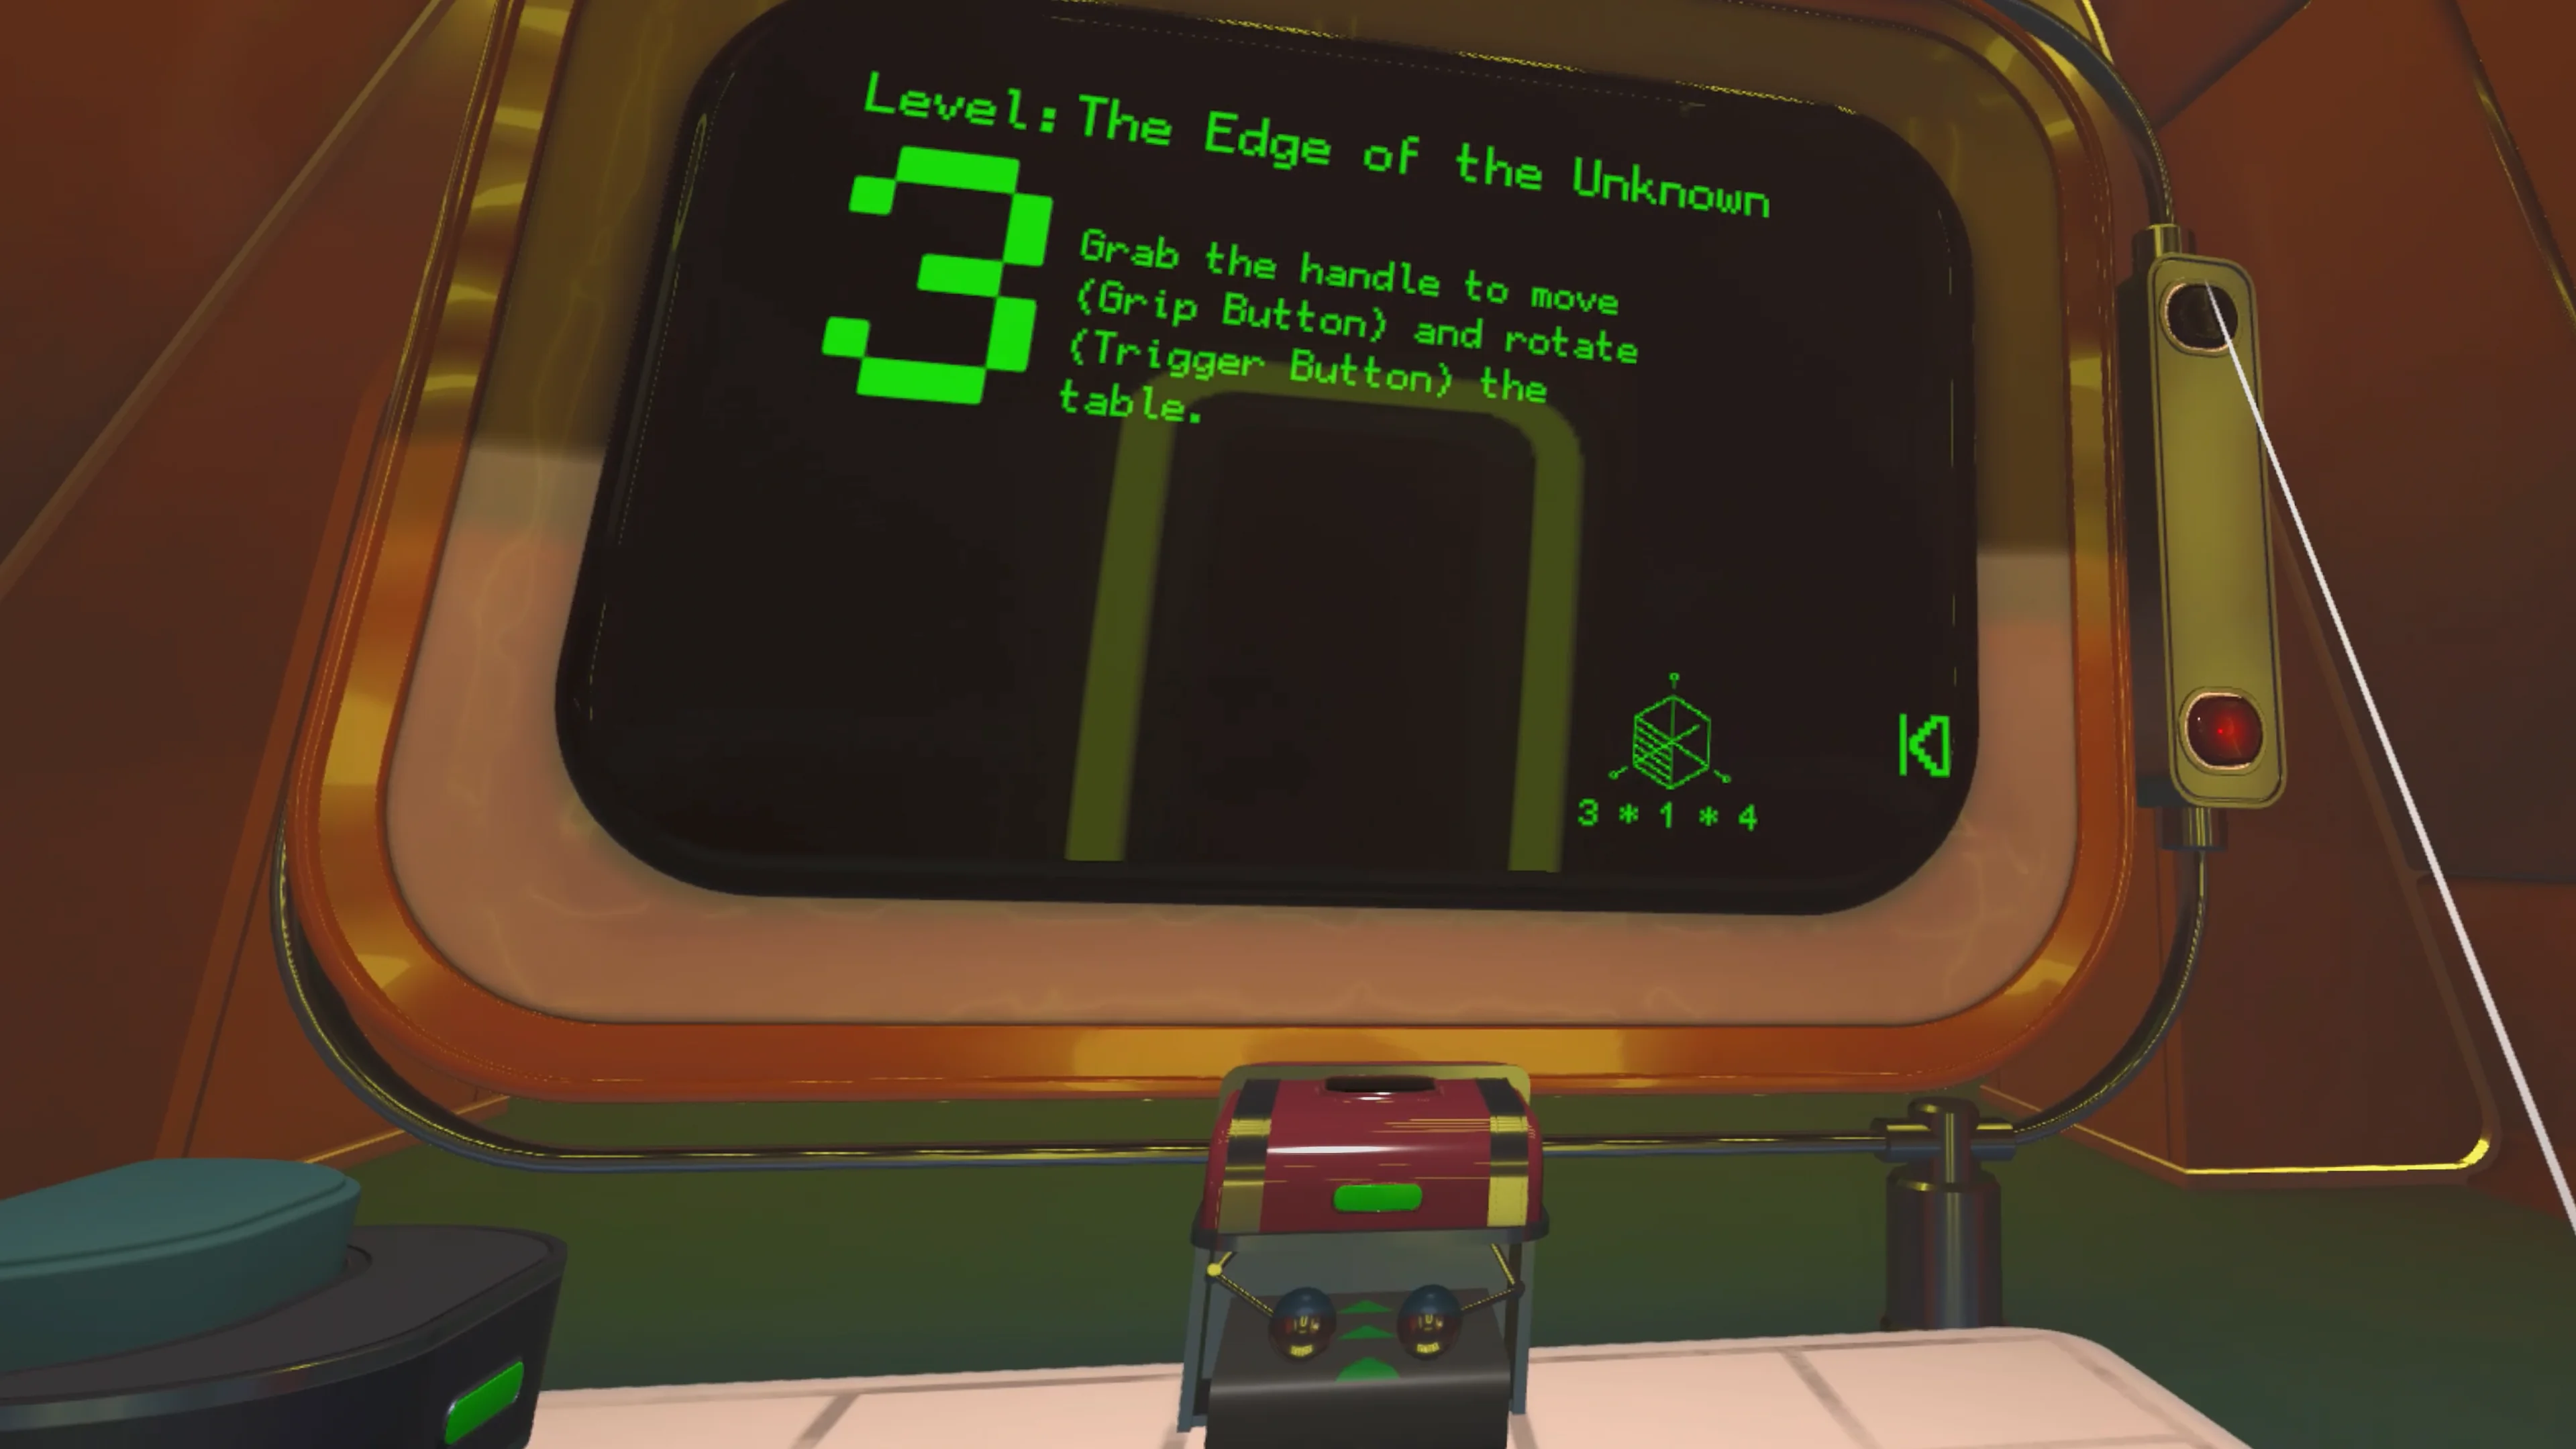 Level: The Edge of the Unknown
3
Grab the handle to move
(Grip Button) and rotate
(Trigger Button) the
table.
3 * 1 * 4